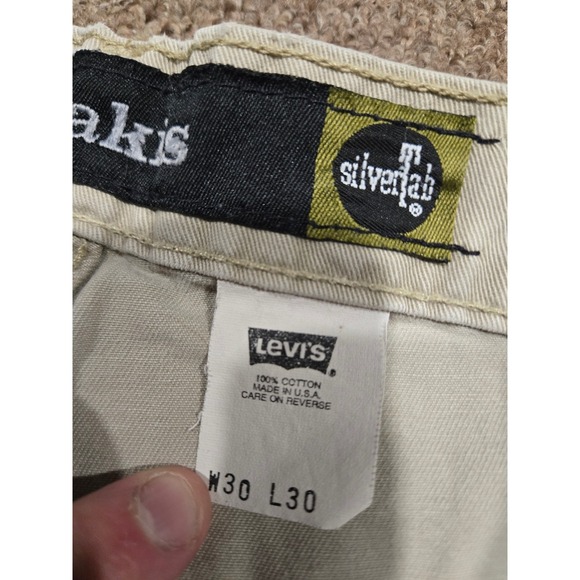 akis
silvertab®
Levi's®
100% COTTON
MADE IN U.S.A.
CARE ON REVERSE
W30 L30